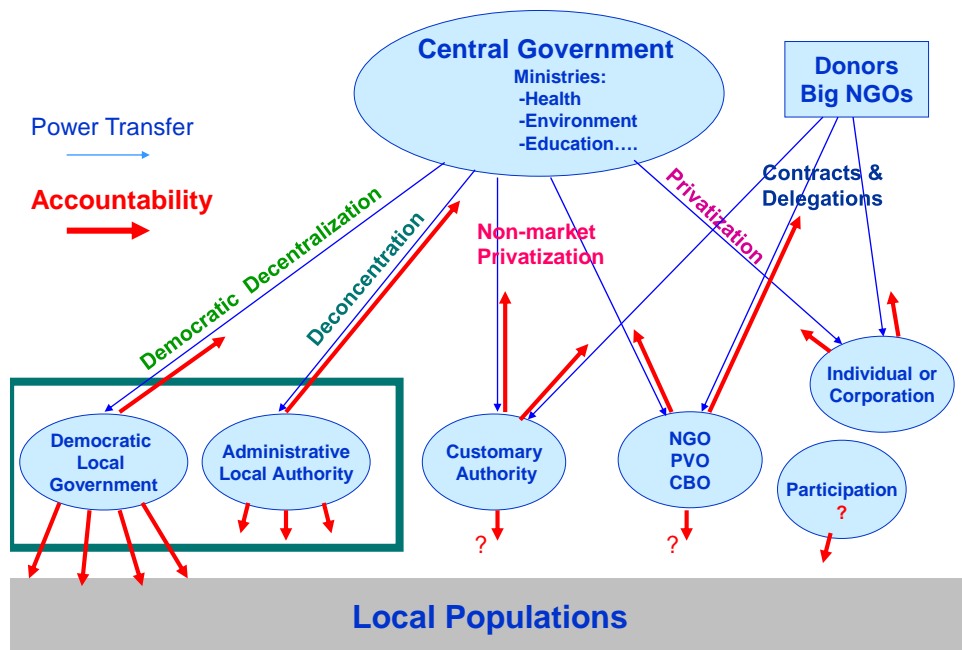 Central Government
Ministries:
-Health
-Environment
-Education....
Donors
Big NGOs
Power Transfer
Accountability
Democratic Decentralization
Deconcentration
Non-market
Privatization
Privatization
Contracts &
Delegations
Democratic
Local
Government
Administrative
Local Authority
Customary
Authority
NGO
PVO
CBO
Individual or
Corporation
Participation
?
?
?
Local Populations